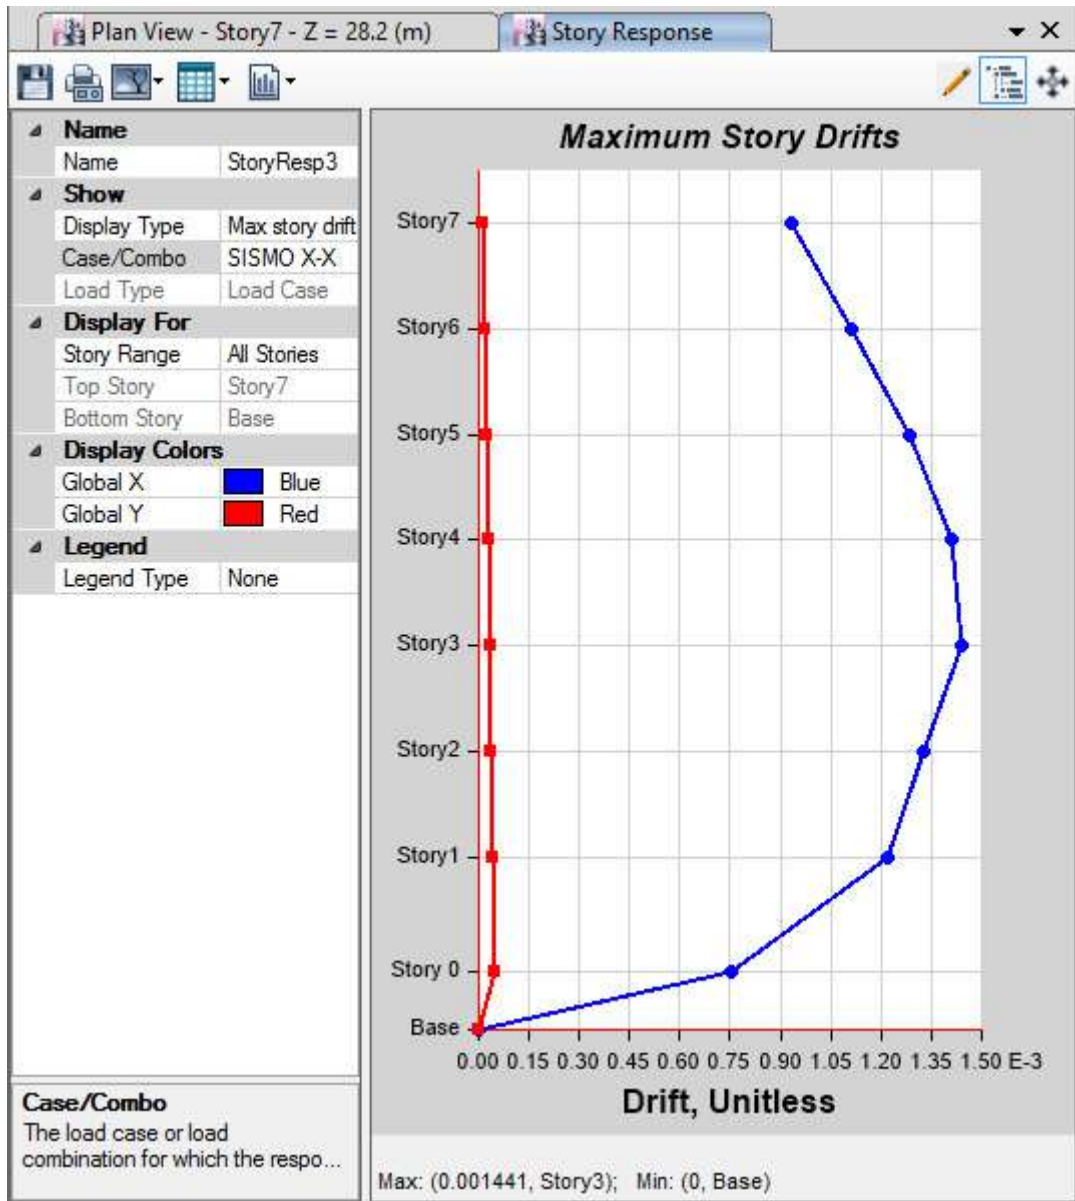 Plan View - Story7 - Z = 28.2 (m)
Story Response
Name
Name StoryResp3
Show
Display Type Max story drift
Case/Combo SISMO X-X
Load Type Load Case
Display For
Story Range All Stories
Top Story Story7
Bottom Story Base
Display Colors
Global X Blue
Global Y Red
Legend
Legend Type None
Case/Combo
The load case or load
combination for which the respo...
Maximum Story Drifts
Story7
Story6
Story5
Story4
Story3
Story2
Story1
Story 0
Base
0.00 0.15 0.30 0.45 0.60 0.75 0.90 1.05 1.20 1.35 1.50 E-3
Drift, Unitless
Max: (0.001441, Story3); Min: (0, Base)